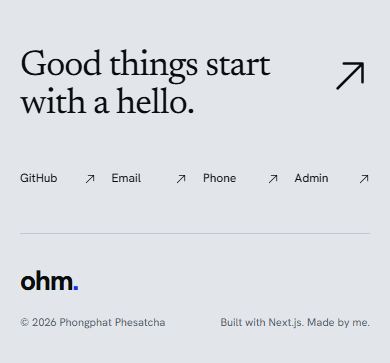 Good things start
with a hello.
GitHub Email Phone Admin
ohm.
© 2026 Phongphat Phesatcha Built with Next.js. Made by me.